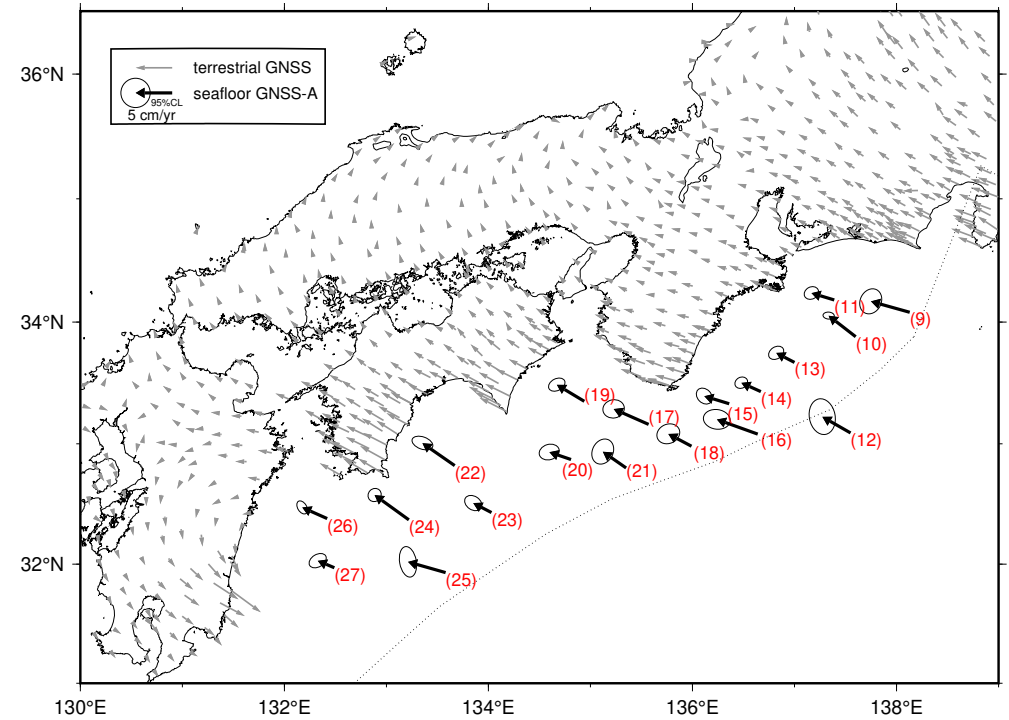 36°N
34°N
32°N
terrestrial GNSS
seafloor GNSS-A
95%CL
5 cm/yr
(11)
(9)
(10)
(13)
(14)
(19)
(15)
(17)
(16)
(12)
(18)
(22)
(20)
(21)
(23)
(24)
(26)
(27)
(25)
130°E
132°E
134°E
136°E
138°E